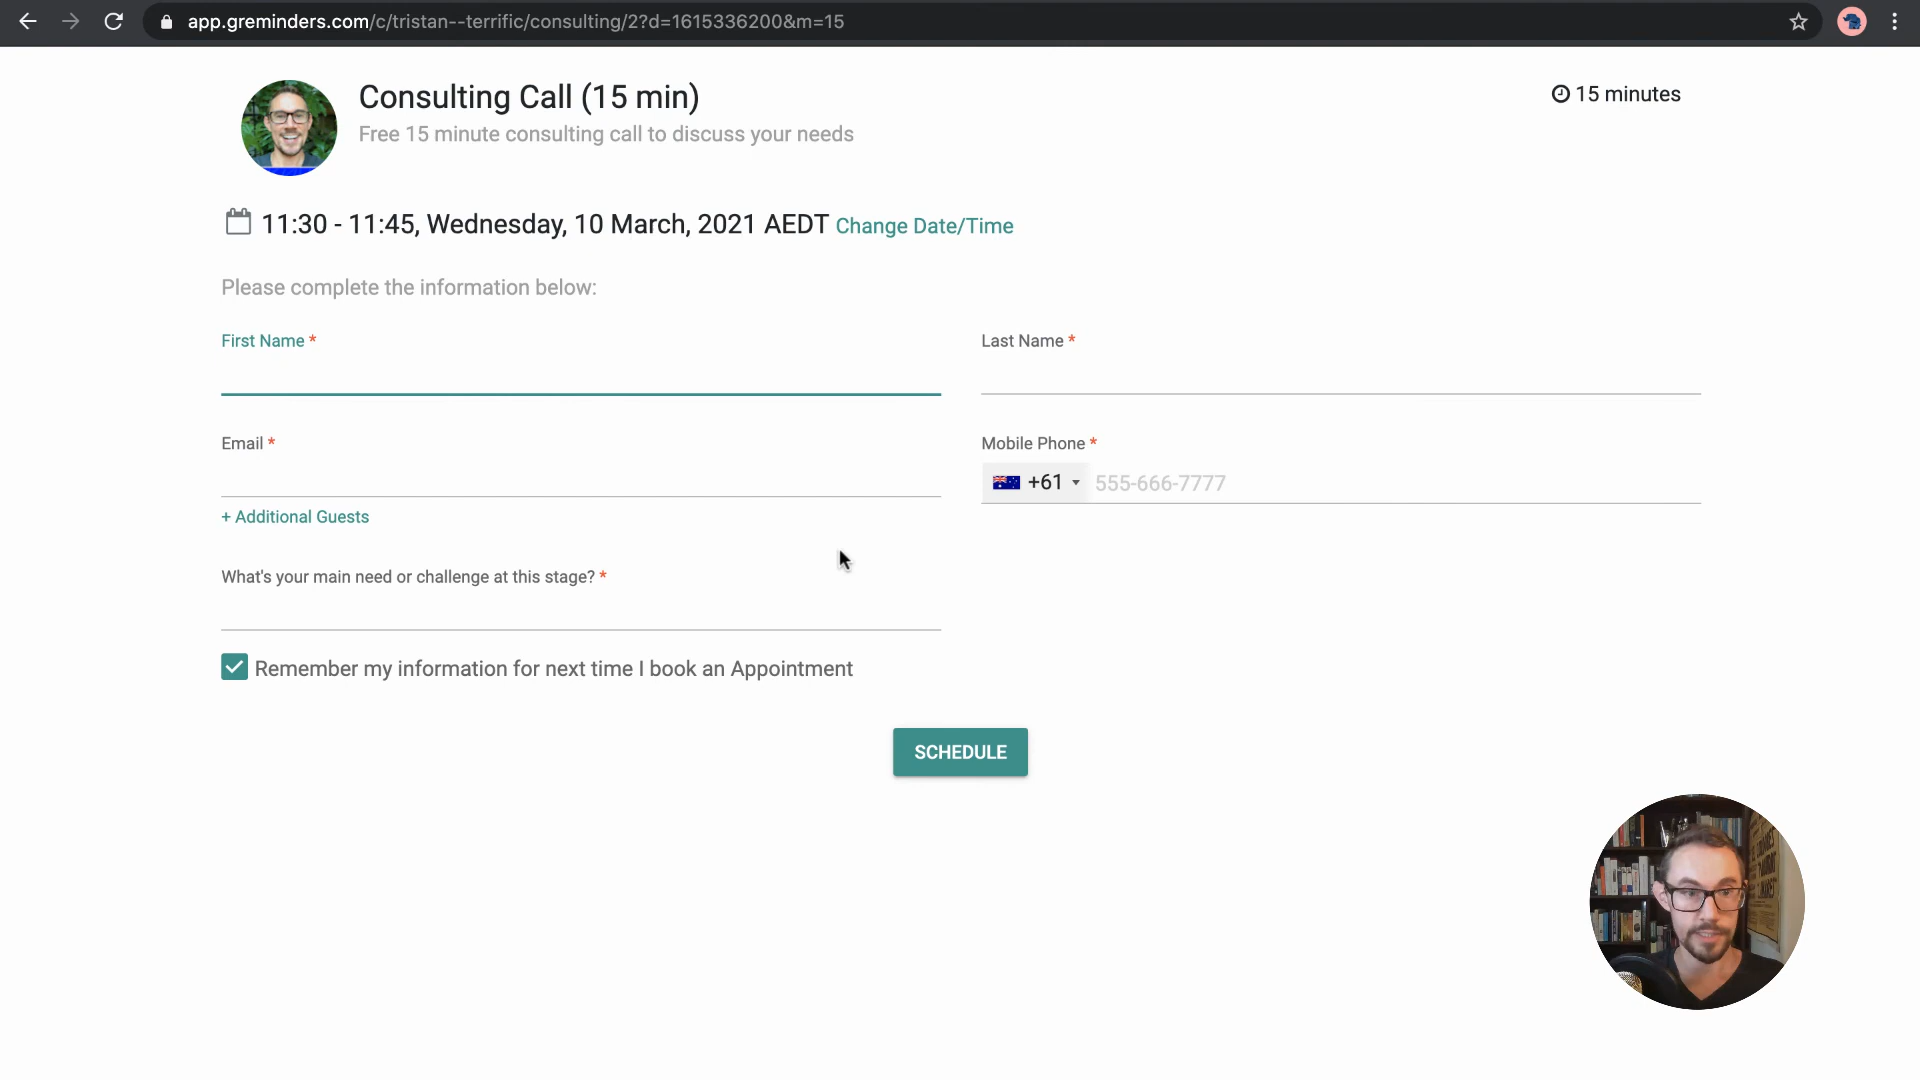 app.greminders.com/c/tristan--terrific/consulting/2?d=1615336200&m=15
Consulting Call (15 min)
15 minutes
Free 15 minute consulting call to discuss your needs
11:30 - 11:45, Wednesday, 10 March, 2021 AEDT Change Date/Time
Please complete the information below:
First Name *
Last Name *
Email *
Mobile Phone *
+61 555-666-7777
+ Additional Guests
What's your main need or challenge at this stage? *
Remember my information for next time I book an Appointment
SCHEDULE